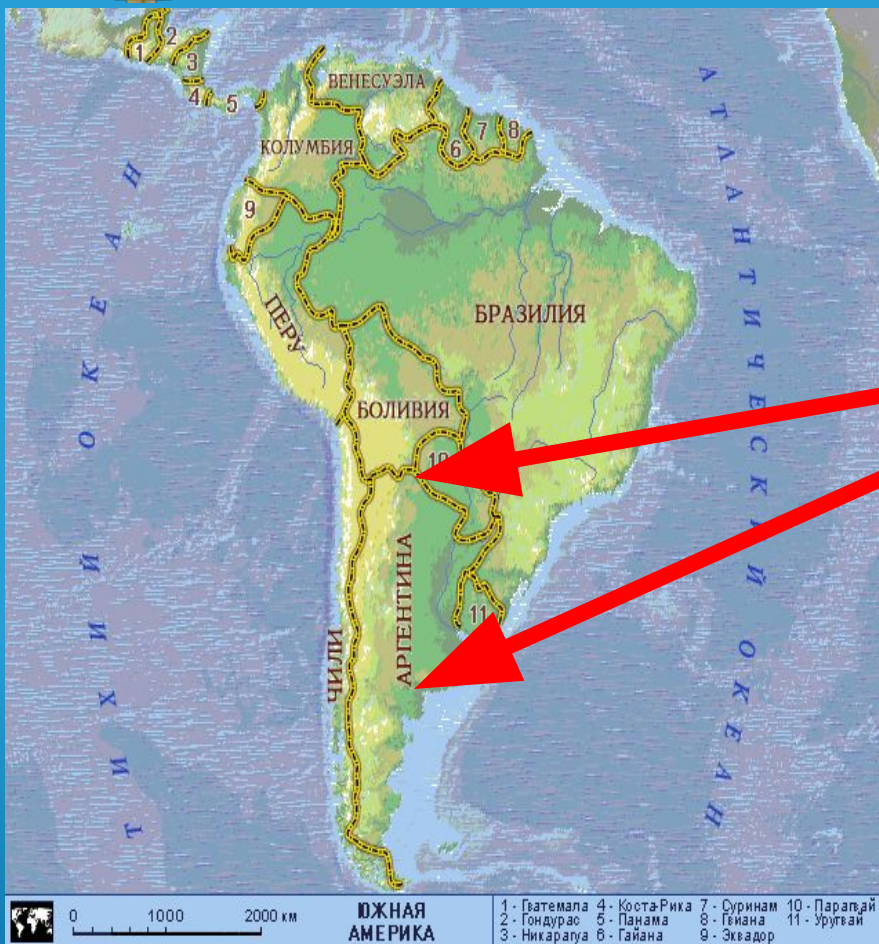 1
2
3
4
5
ВЕНЕСУЭЛА
КОЛУМБИЯ
6
7
8
9
ПЕРУ
БРАЗИЛИЯ
БОЛИВИЯ
10
АРГЕНТИНА
11
ЧИЛИ
ТИХИЙ ОКЕАН
АТЛАНТИЧЕСКИЙ ОКЕАН
0 1000 2000 км
ЮЖНАЯ
АМЕРИКА
1 - Гватемала 4 - Коста-Рика 7 - Суринам 10 - Парагвай
2 - Гондурас 5 - Панама 8 - Гвиана 11 - Уругвай
3 - Никарагуа 6 - Гайана 9 - Эквадор